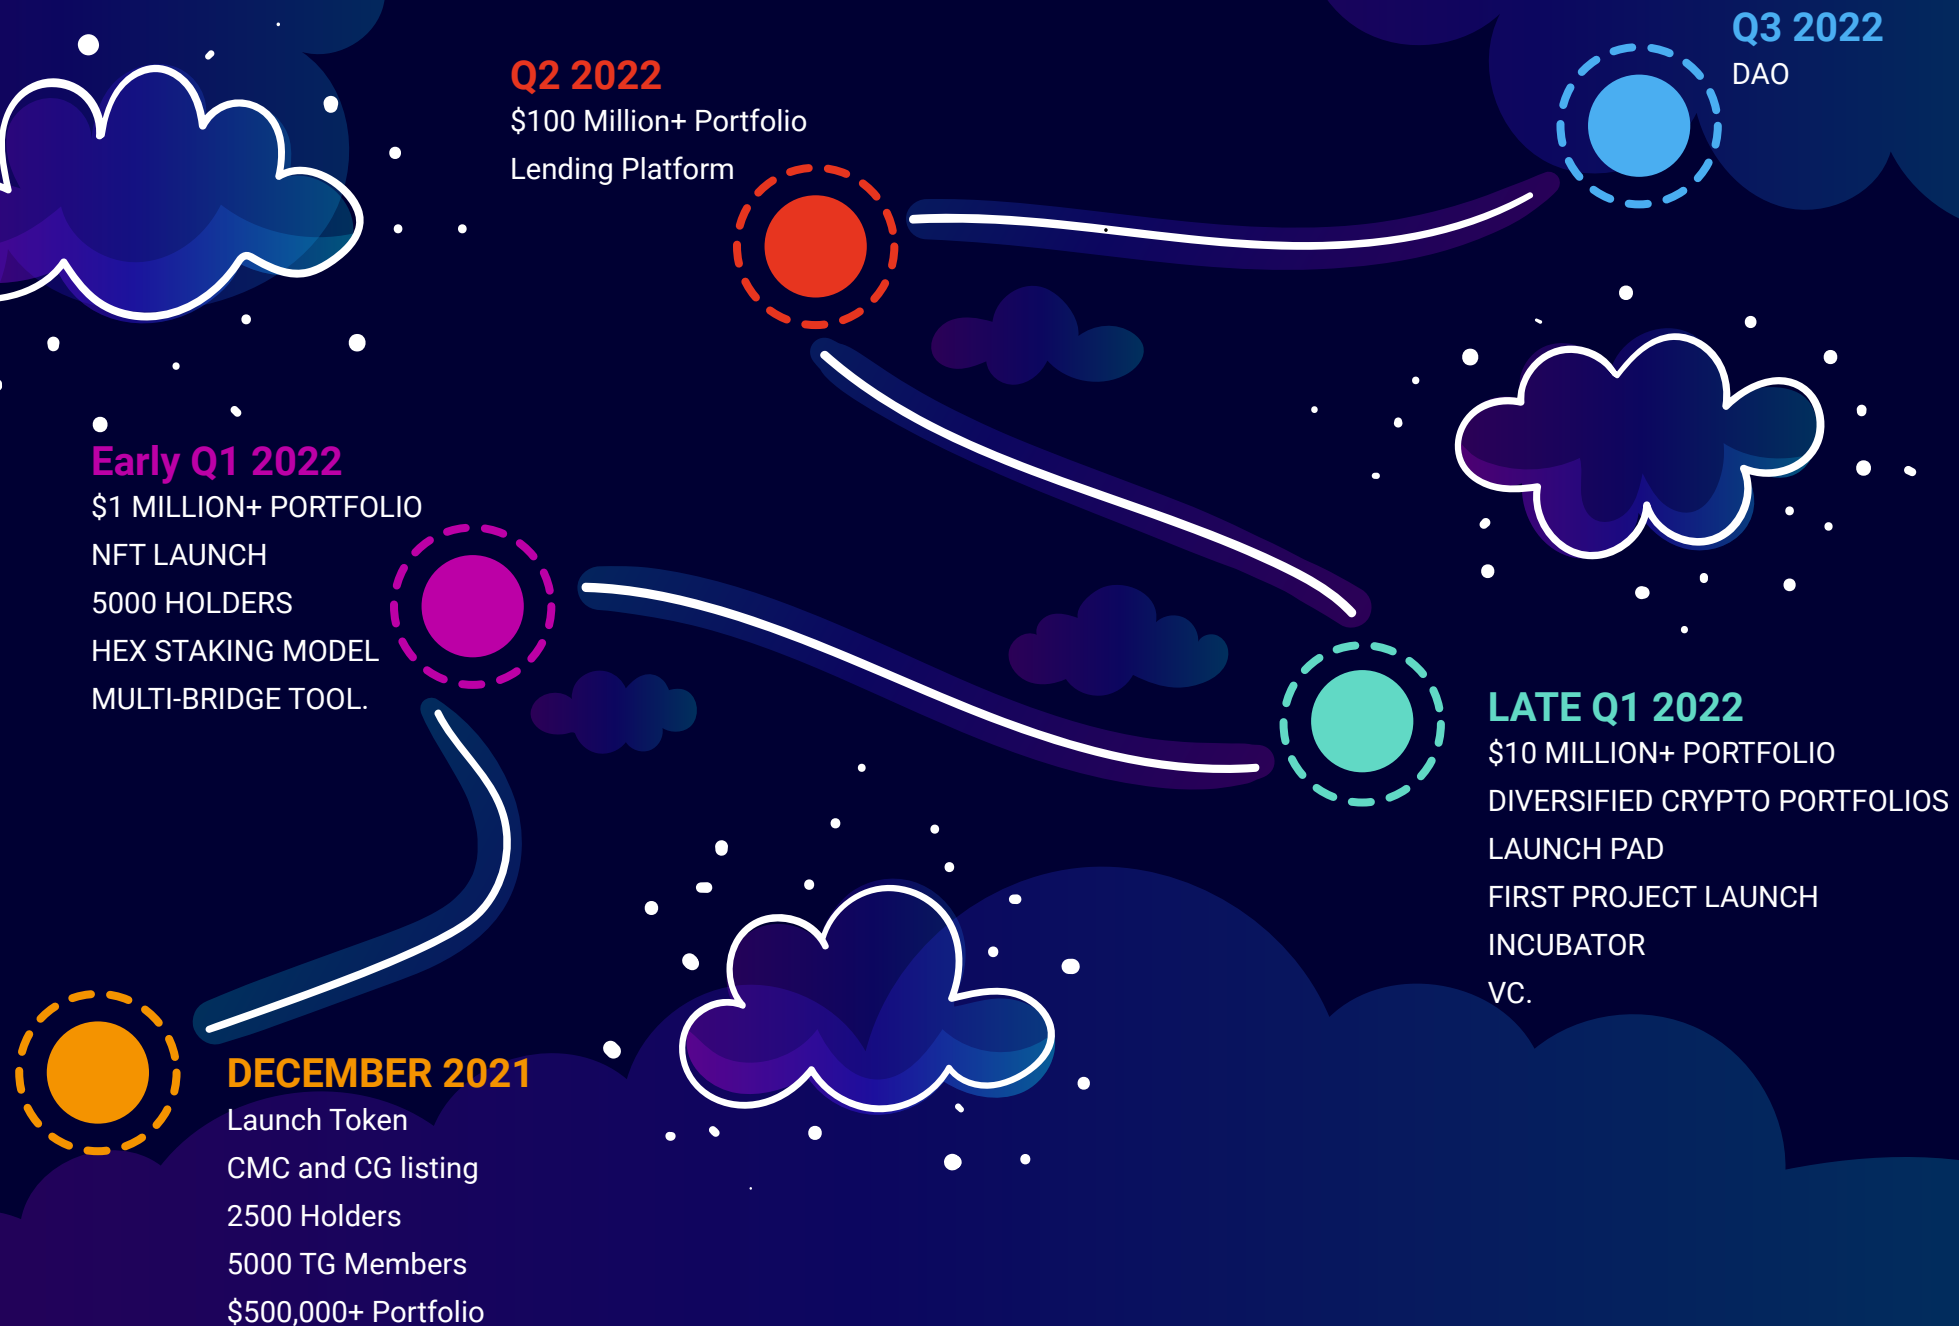 Q3 2022
DAO
Q2 2022
$100 Million+ Portfolio
Lending Platform
Early Q1 2022
$1 MILLION+ PORTFOLIO
NFT LAUNCH
5000 HOLDERS
HEX STAKING MODEL
MULTI-BRIDGE TOOL.
LATE Q1 2022
$10 MILLION+ PORTFOLIO
DIVERSIFIED CRYPTO PORTFOLIOS
LAUNCH PAD
FIRST PROJECT LAUNCH
INCUBATOR
VC.
DECEMBER 2021
Launch Token
CMC and CG listing
2500 Holders
5000 TG Members
$500,000+ Portfolio